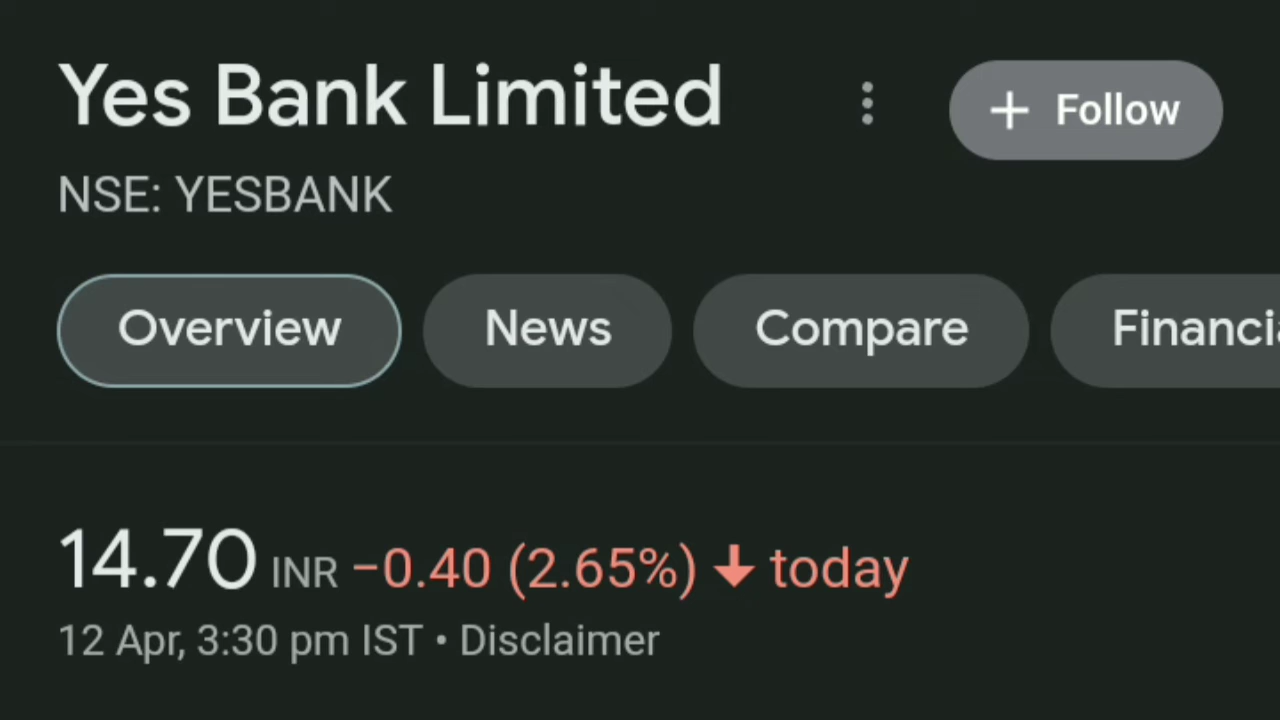 Yes Bank Limited
+ Follow
NSE: YESBANK
Overview News Compare Financia
14.70 INR −0.40 (2.65%) ↓ today
12 Apr, 3:30 pm IST • Disclaimer